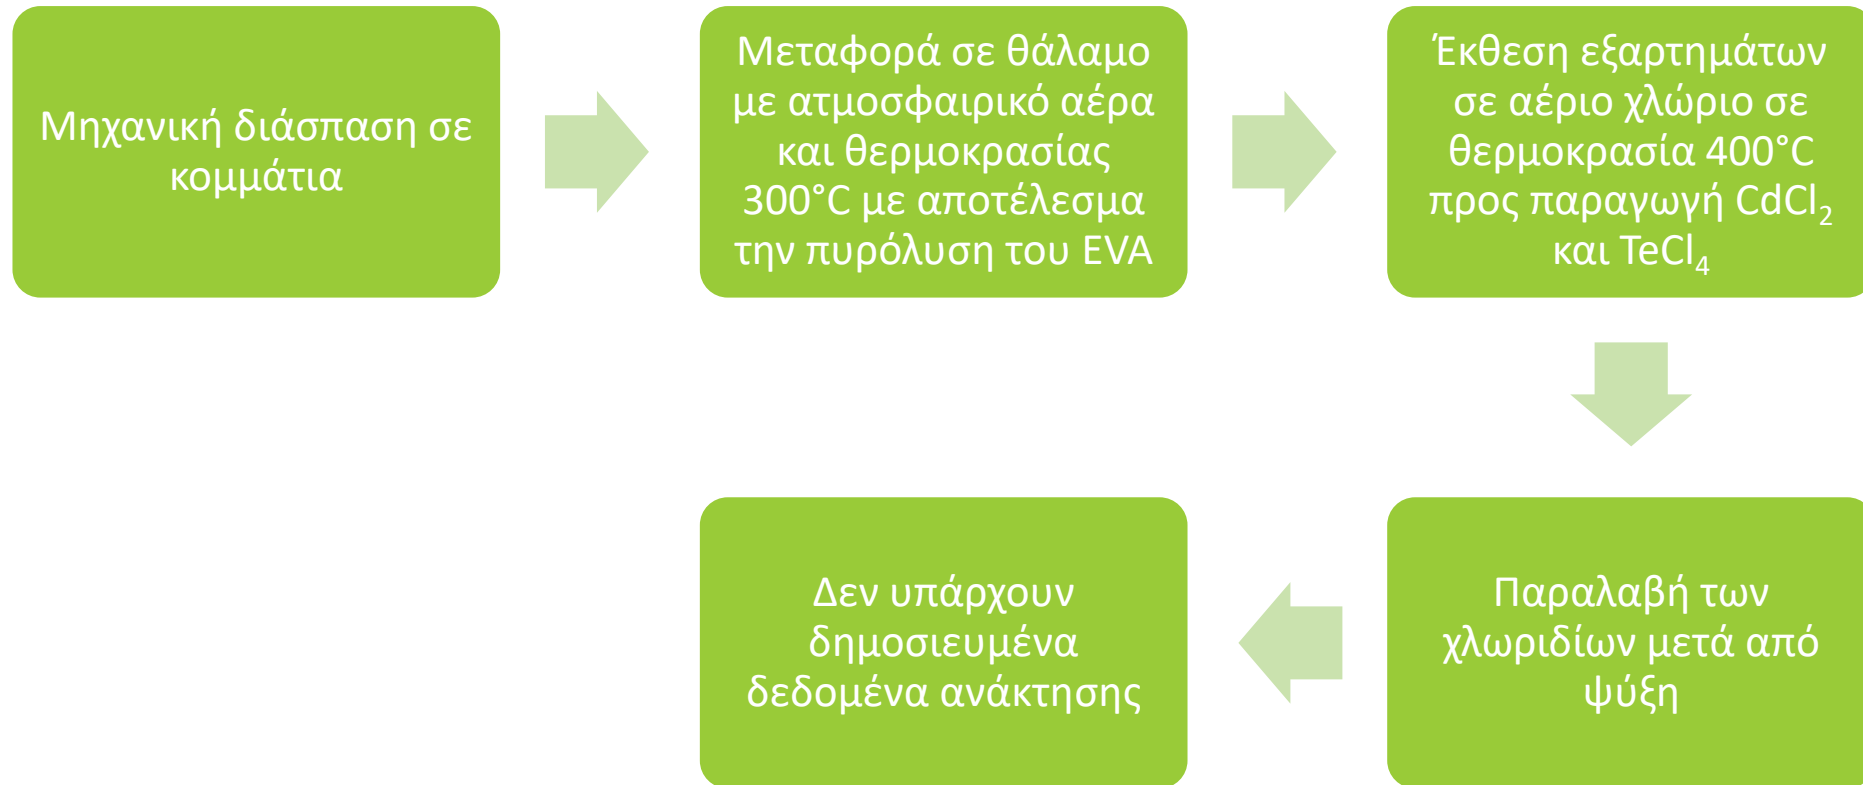 Μηχανική διάσπαση σε
κομμάτια
Μεταφορά σε θάλαμο
με ατμοσφαιρικό αέρα
και θερμοκρασίας
300°C με αποτέλεσμα
την πυρόλυση του EVA
Έκθεση εξαρτημάτων
σε αέριο χλώριο σε
θερμοκρασία 400°C
προς παραγωγή CdCl₂
και TeCl₄
Παραλαβή των
χλωριδίων μετά από
ψύξη
Δεν υπάρχουν
δημοσιευμένα
δεδομένα ανάκτησης